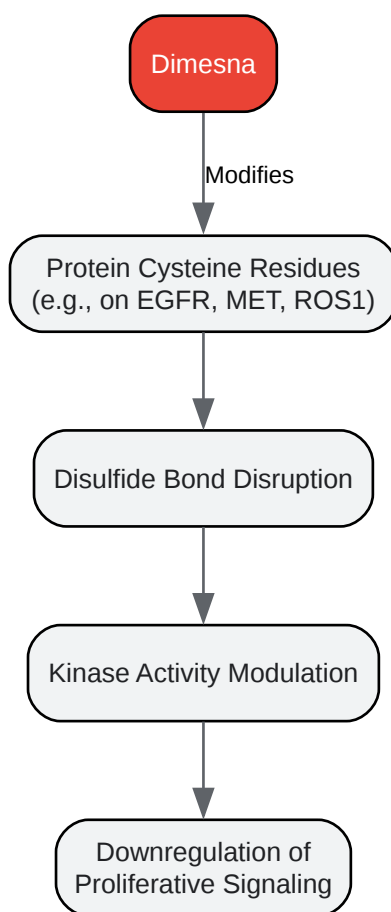 Dimesna
Modifies
Protein Cysteine Residues
(e.g., on EGFR, MET, ROS1)
Disulfide Bond Disruption
Kinase Activity Modulation
Downregulation of
Proliferative Signaling